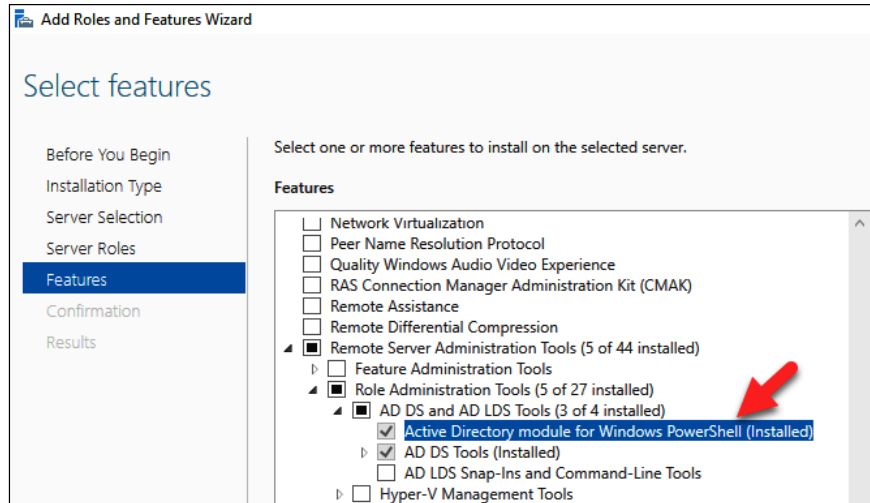 Add Roles and Features Wizard
Select features
Before You Begin
Installation Type
Server Selection
Server Roles
Features
Confirmation
Results
Select one or more features to install on the selected server.
Features
Network Virtualization
Peer Name Resolution Protocol
Quality Windows Audio Video Experience
RAS Connection Manager Administration Kit (CMAK)
Remote Assistance
Remote Differential Compression
Remote Server Administration Tools (5 of 44 installed)
Feature Administration Tools
Role Administration Tools (5 of 27 installed)
AD DS and AD LDS Tools (3 of 4 installed)
Active Directory module for Windows PowerShell (Installed)
AD DS Tools (Installed)
AD LDS Snap-Ins and Command-Line Tools
Hyper-V Management Tools